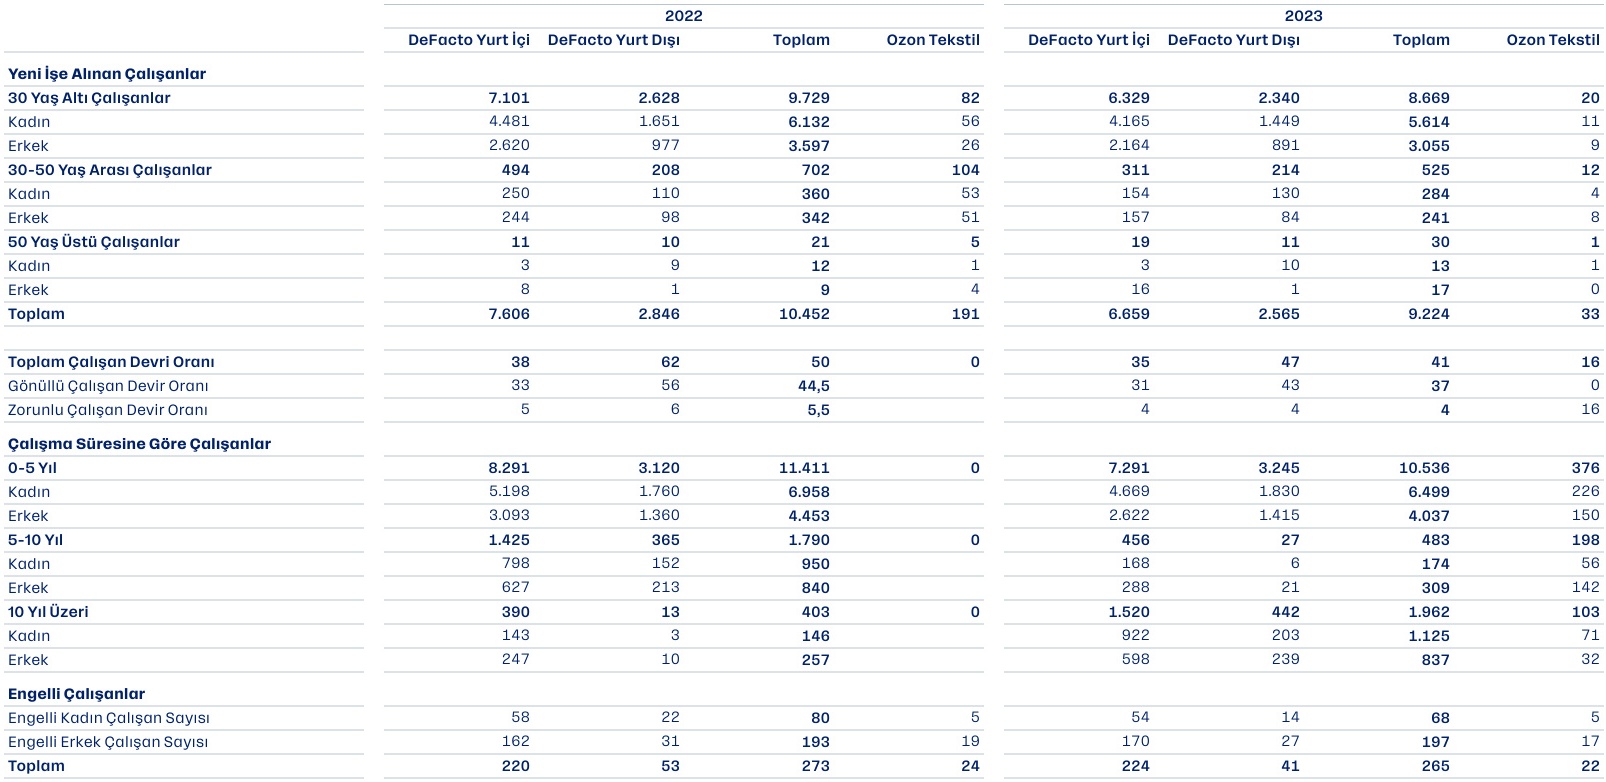 2022 2023
DeFacto Yurt İçi DeFacto Yurt Dışı Toplam Ozon Tekstil DeFacto Yurt İçi DeFacto Yurt Dışı Toplam Ozon Tekstil
Yeni İşe Alınan Çalışanlar
30 Yaş Altı Çalışanlar 7.101 2.628 9.729 82 6.329 2.340 8.669 20
Kadın 4.481 1.651 6.132 56 4.165 1.449 5.614 11
Erkek 2.620 977 3.597 26 2.164 891 3.055 9
30-50 Yaş Arası Çalışanlar 494 208 702 104 311 214 525 12
Kadın 250 110 360 53 154 130 284 4
Erkek 244 98 342 51 157 84 241 8
50 Yaş Üstü Çalışanlar 11 10 21 5 19 11 30 1
Kadın 3 9 12 1 3 10 13 1
Erkek 8 1 9 4 16 1 17 0
Toplam 7.606 2.846 10.452 191 6.659 2.565 9.224 33
Toplam Çalışan Devri Oranı 38 62 50 0 35 47 41 16
Gönüllü Çalışan Devir Oranı 33 56 44,5 31 43 37 0
Zorunlu Çalışan Devir Oranı 5 6 5,5 4 4 4 16
Çalışma Süresine Göre Çalışanlar
0-5 Yıl 8.291 3.120 11.411 0 7.291 3.245 10.536 376
Kadın 5.198 1.760 6.958 4.669 1.830 6.499 226
Erkek 3.093 1.360 4.453 2.622 1.415 4.037 150
5-10 Yıl 1.425 365 1.790 0 456 27 483 198
Kadın 798 152 950 168 6 174 56
Erkek 627 213 840 288 21 309 142
10 Yıl Üzeri 390 13 403 0 1.520 442 1.962 103
Kadın 143 3 146 922 203 1.125 71
Erkek 247 10 257 598 239 837 32
Engelli Çalışanlar
Engelli Kadın Çalışan Sayısı 58 22 80 5 54 14 68 5
Engelli Erkek Çalışan Sayısı 162 31 193 19 170 27 197 17
Toplam 220 53 273 24 224 41 265 22